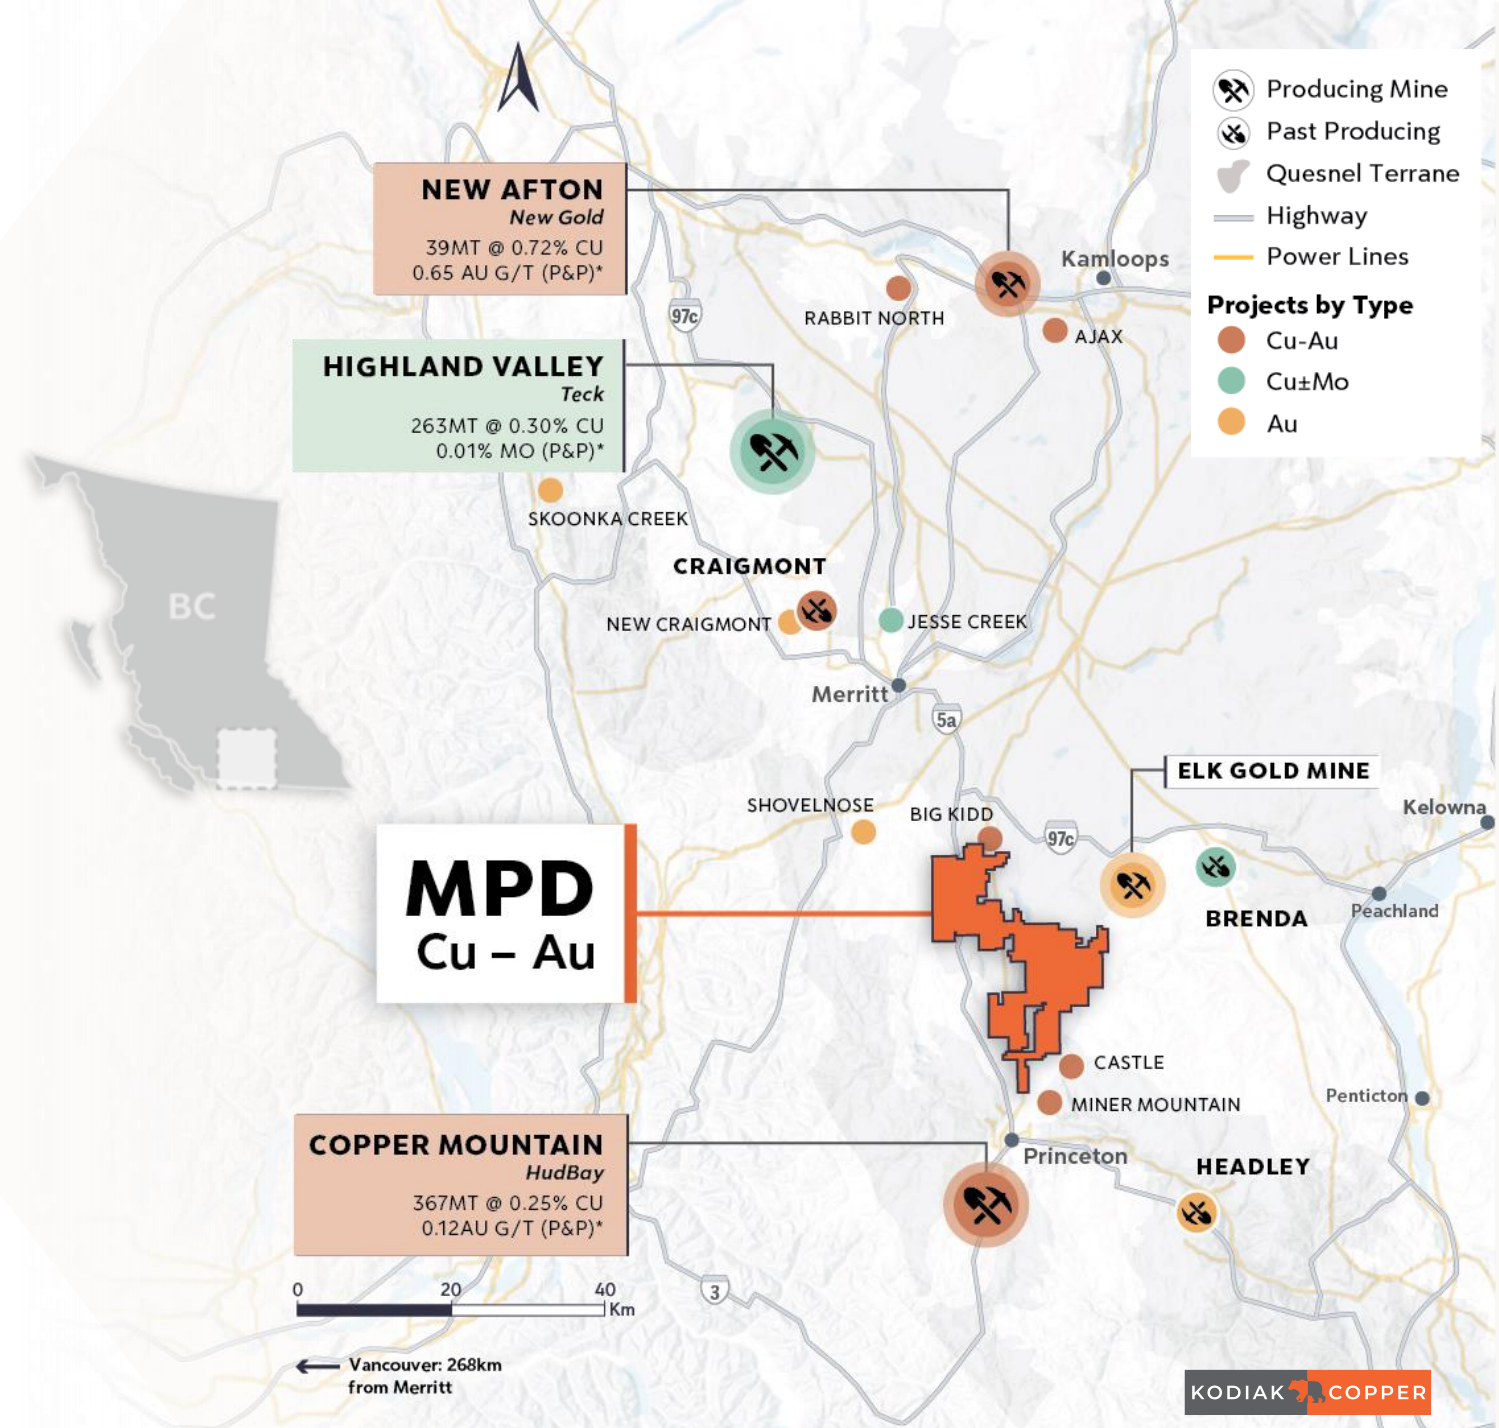 Producing Mine
Past Producing
Quesnel Terrane
Highway
Power Lines
Projects by Type
Cu-Au
Cu±Mo
Au
NEW AFTON
New Gold
39MT @ 0.72% CU
0.65 AU G/T (P&P)*
Kamloops
RABBIT NORTH
AJAX
97c
HIGHLAND VALLEY
Teck
263MT @ 0.30% CU
0.01% MO (P&P)*
SKOONKA CREEK
CRAIGMONT
NEW CRAIGMONT
JESSE CREEK
BC
Merritt
5a
ELK GOLD MINE
SHOVELNOSE
BIG KIDD
97c
Kelowna
MPD
Cu – Au
BRENDA
Peachland
CASTLE
MINER MOUNTAIN
Penticton
COPPER MOUNTAIN
HudBay
367MT @ 0.25% CU
0.12AU G/T (P&P)*
Princeton
HEADLEY
3
0 20 40
Km
Vancouver: 268km
from Merritt
KODIAK COPPER